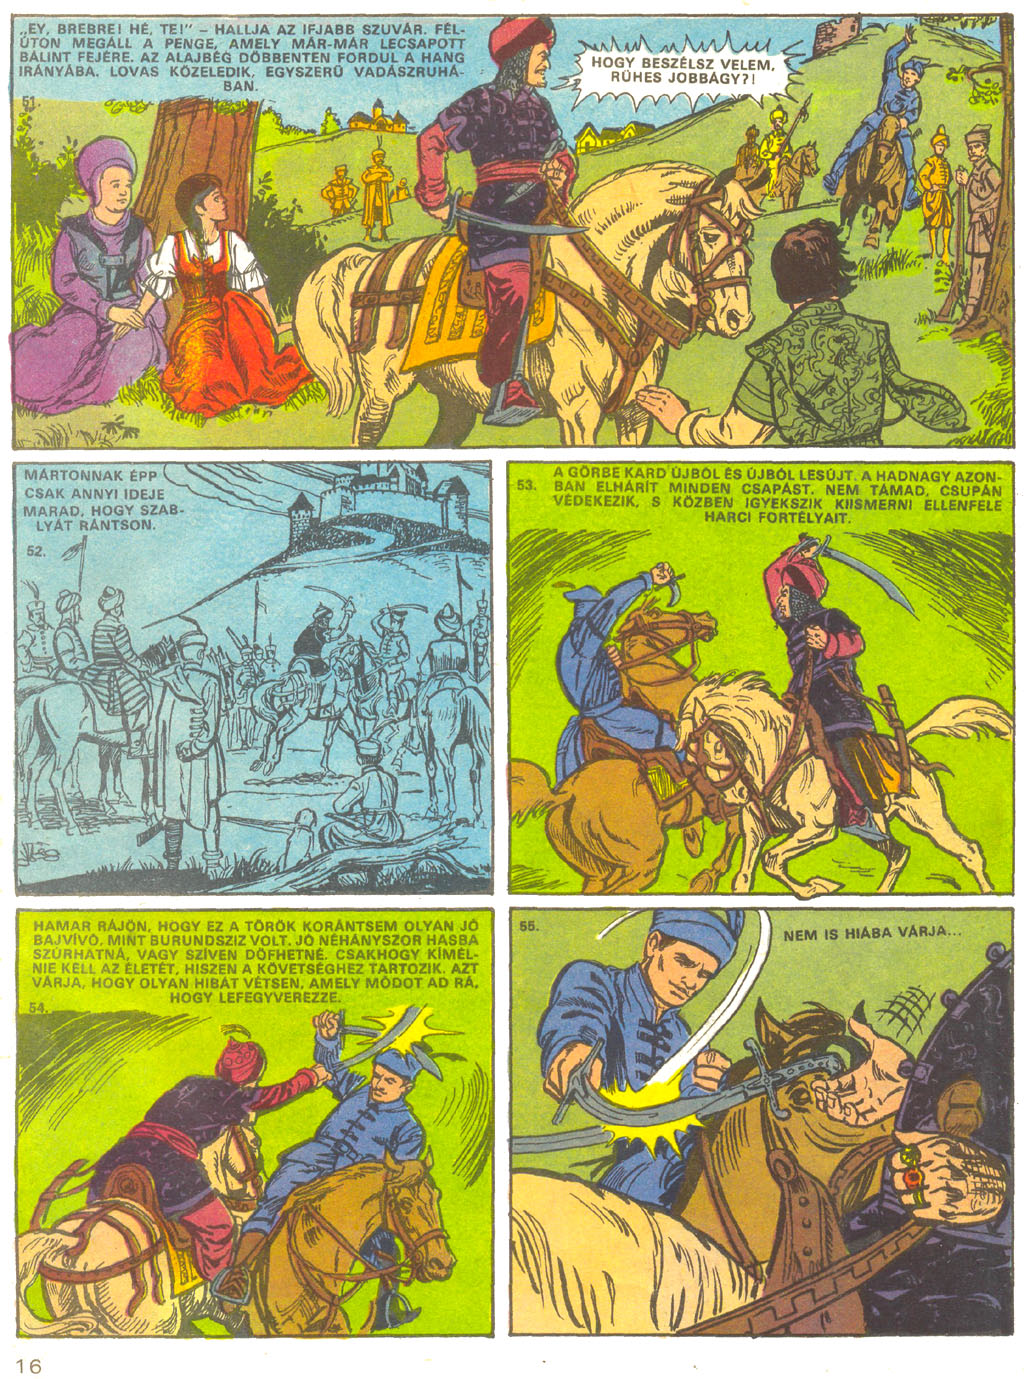 „EY, BREBRE! HÉ, TE!" – HALLJA AZ IFJABB SZUVÁR. FÉL-
ÚTON MEGÁLL A PENGE, AMELY MÁR-MÁR LECSAPOTT
BÁLINT FEJÉRE. AZ ALAJBÉG DÖBBENTEN FORDUL A HANG
IRÁNYÁBA. LOVAS KÖZELEDIK, EGYSZERŰ VADÁSZRUHÁ-
BAN.
51.
HOGY BESZÉLSZ VELEM,
RÜHES JOBBÁGY?!
MÁRTONNAK ÉPP
CSAK ANNYI IDEJE
MARAD, HOGY SZAB-
LYÁT RÁNTSON.
52.
A GÖRBE KARD ÚJBÓL ÉS ÚJBÓL LESÚJT. A HADNAGY AZON-
53. BAN ELHÁRÍT MINDEN CSAPÁST. NEM TÁMAD, CSUPÁN
VÉDEKEZIK, S KÖZBEN IGYEKSZIK KIISMERNI ELLENFELE
HARCI FORTÉLYAIT.
HAMAR RÁJÖN, HOGY EZ A TÖRÖK KORÁNTSEM OLYAN JÓ
BAJVÍVÓ, MINT BURUNDSZIZ VOLT. JÓ NÉHÁNYSZOR HASBA
SZÚRHATNÁ, VAGY SZÍVEN DÖFHETNÉ. CSAKHOGY KÍMÉL-
NIE KELL AZ ÉLETÉT, HISZEN A KÖVETSÉGHEZ TARTOZIK. AZT
VÁRJA, HOGY OLYAN HIBÁT VÉTSEN, AMELY MÓDOT AD RÁ,
HOGY LEFEGYVEREZZE.
54.
55.
NEM IS HIÁBA VÁRJA...
16